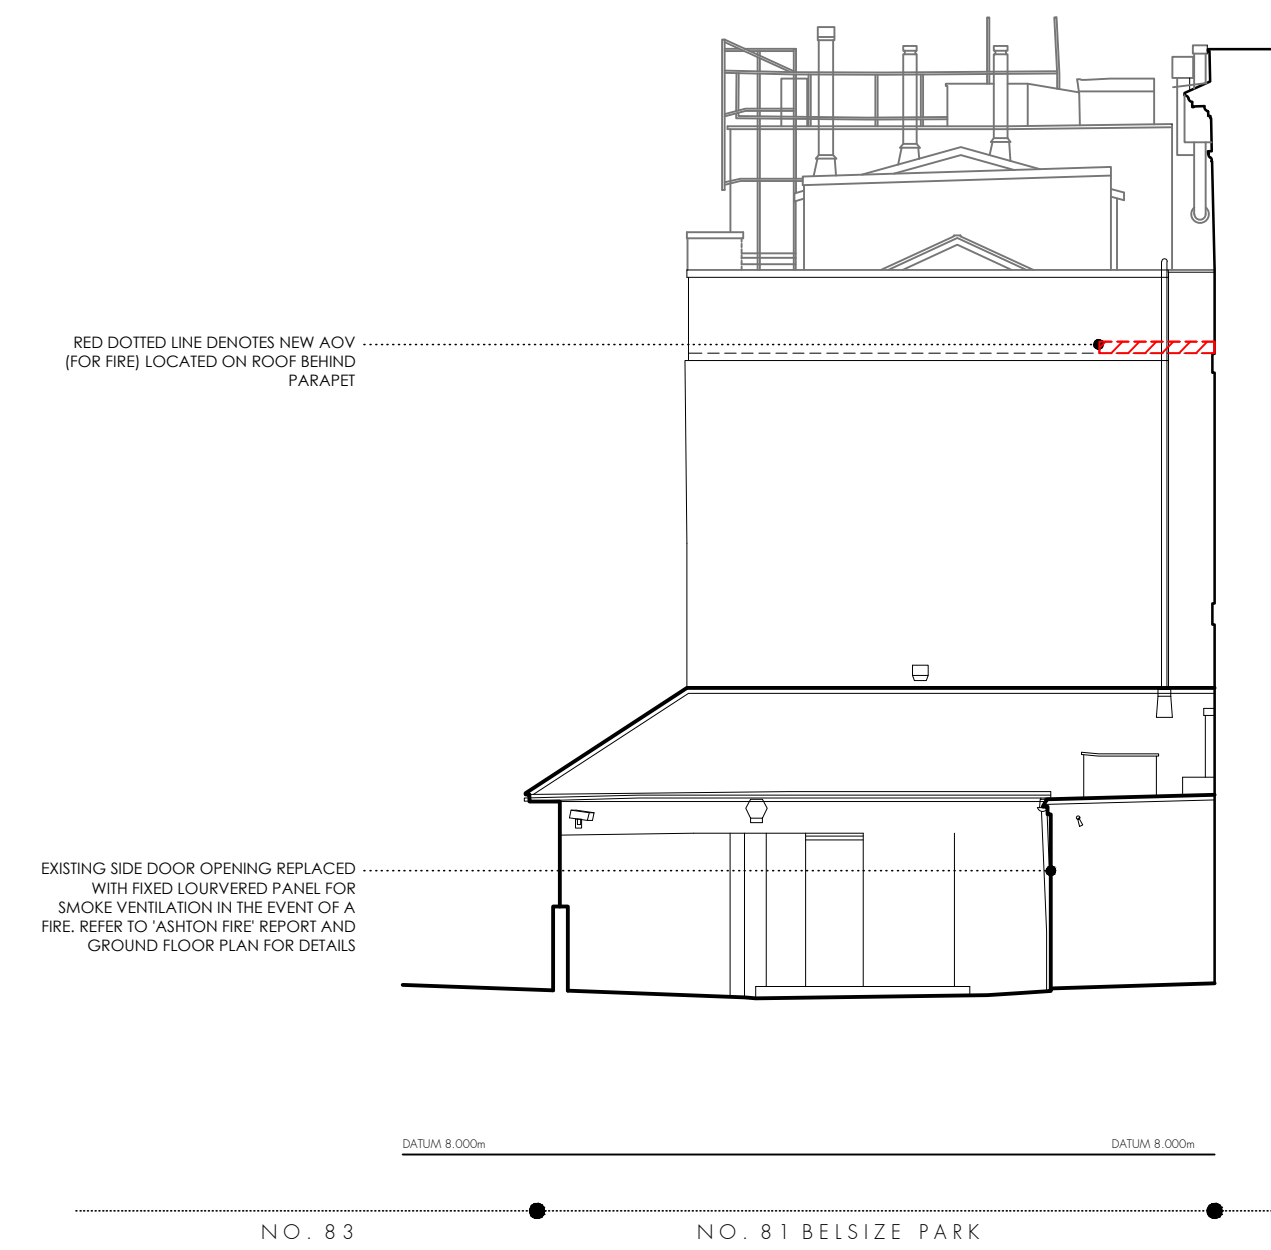 RED DOTTED LINE DENOTES NEW AOV
(FOR FIRE) LOCATED ON ROOF BEHIND
PARAPET
EXISTING SIDE DOOR OPENING REPLACED
WITH FIXED LOURVERED PANEL FOR
SMOKE VENTILATION IN THE EVENT OF A
FIRE. REFER TO 'ASHTON FIRE' REPORT AND
GROUND FLOOR PLAN FOR DETAILS
DATUM 8.000m
DATUM 8.000m
NO. 83
NO. 81 BELSIZE PARK